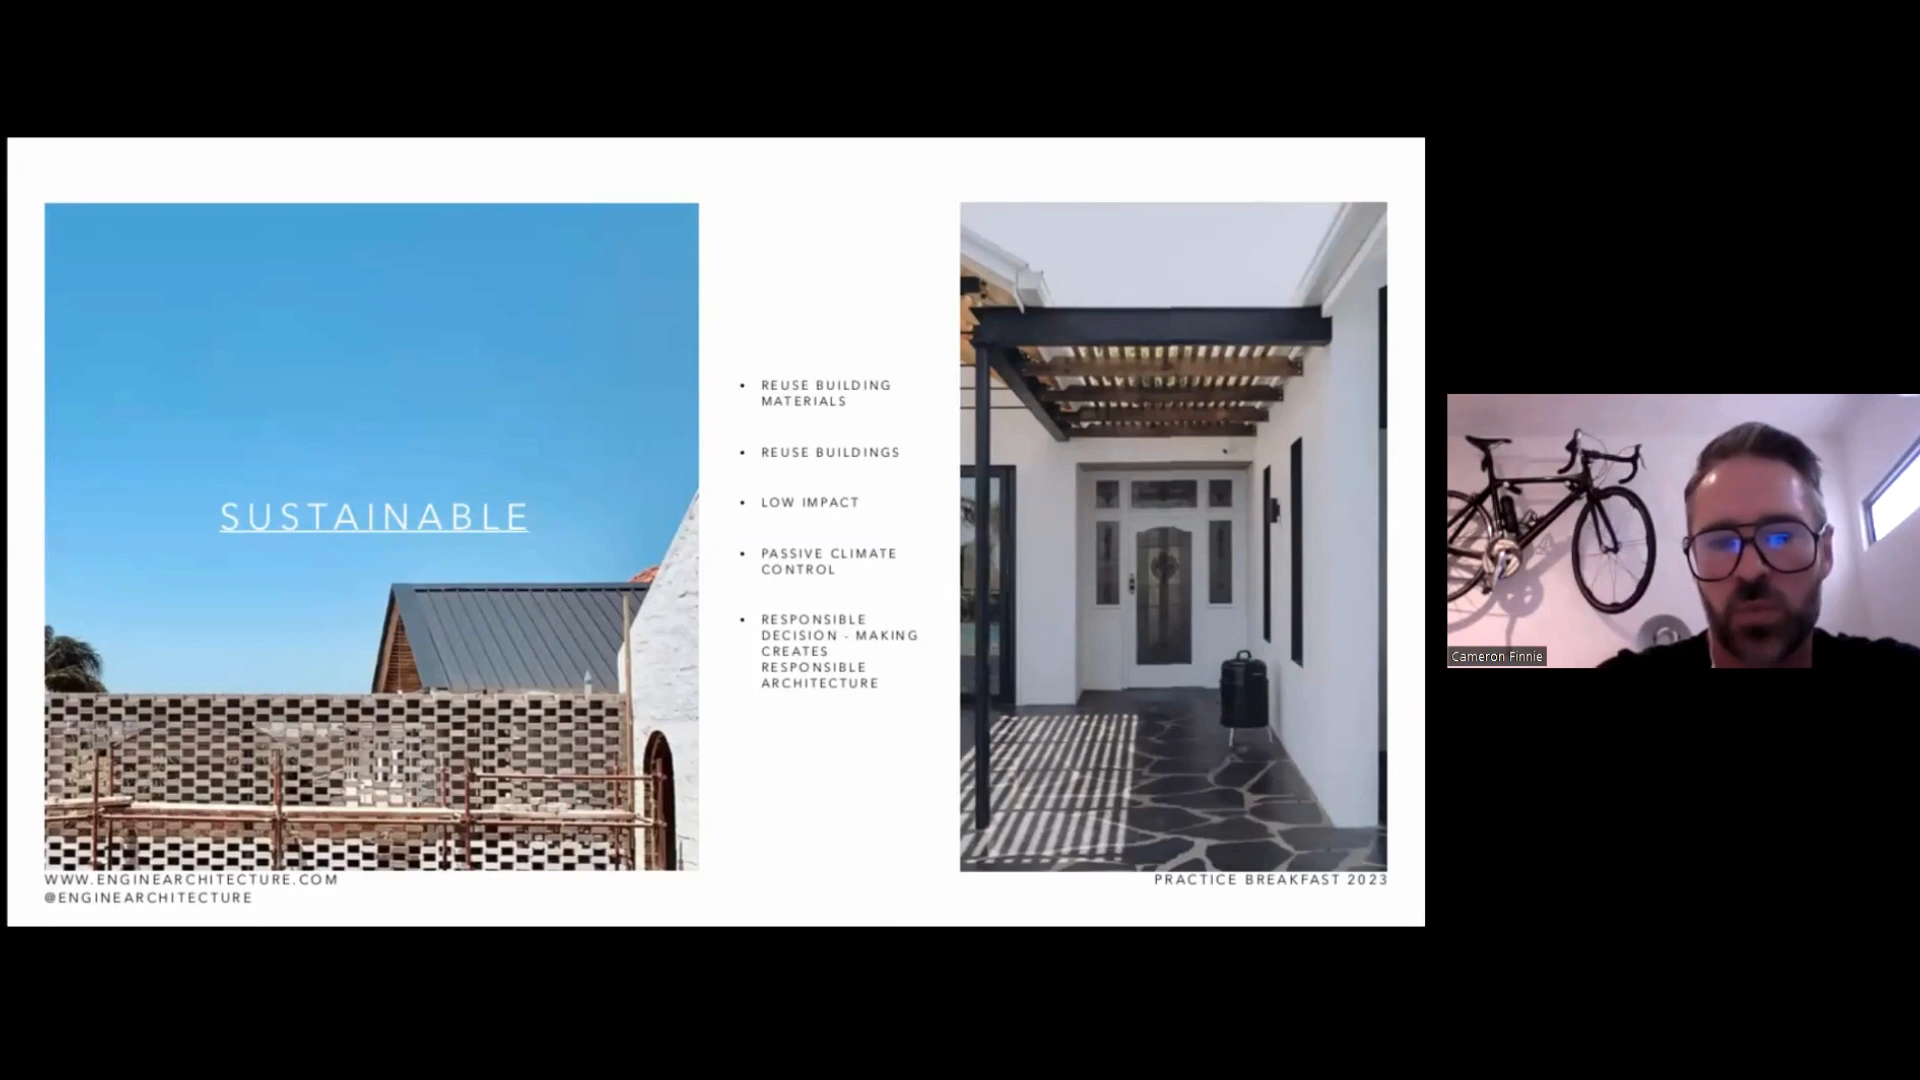 SUSTAINABLE
• REUSE BUILDING
MATERIALS
• REUSE BUILDINGS
• LOW IMPACT
• PASSIVE CLIMATE
CONTROL
• RESPONSIBLE
DECISION - MAKING
CREATES
RESPONSIBLE
ARCHITECTURE
WWW.ENGINEARCHITECTURE.COM
@ENGINEARCHITECTURE
PRACTICE BREAKFAST 2023
Cameron Finnie